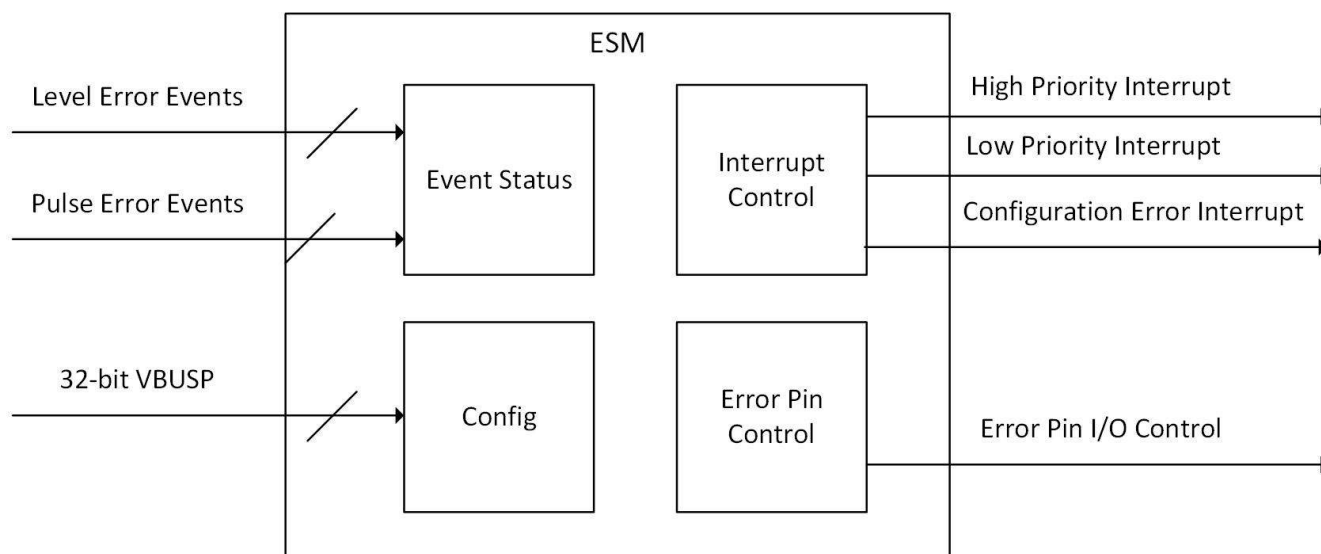 ESM
Level Error Events
Pulse Error Events
32-bit VBUSP
Event Status
Interrupt
Control
Config
Error Pin
Control
High Priority Interrupt
Low Priority Interrupt
Configuration Error Interrupt
Error Pin I/O Control